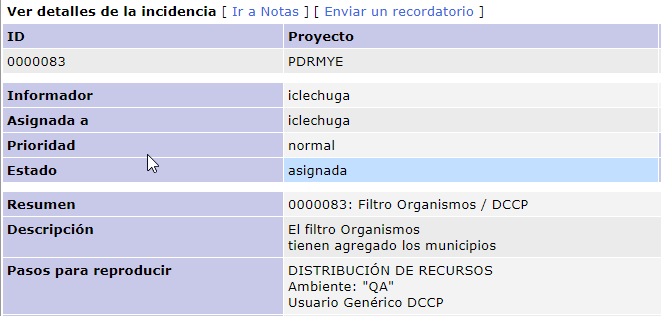 Ver detalles de la incidencia [ Ir a Notas ] [ Enviar un recordatorio ]
ID Proyecto
0000083 PDRMYE
Informador iclechuga
Asignada a iclechuga
Prioridad normal
Estado asignada
Resumen 0000083: Filtro Organismos / DCCP
Descripción El filtro Organismos
tienen agregado los municipios
Pasos para reproducir DISTRIBUCIÓN DE RECURSOS
Ambiente: "QA"
Usuario Genérico DCCP